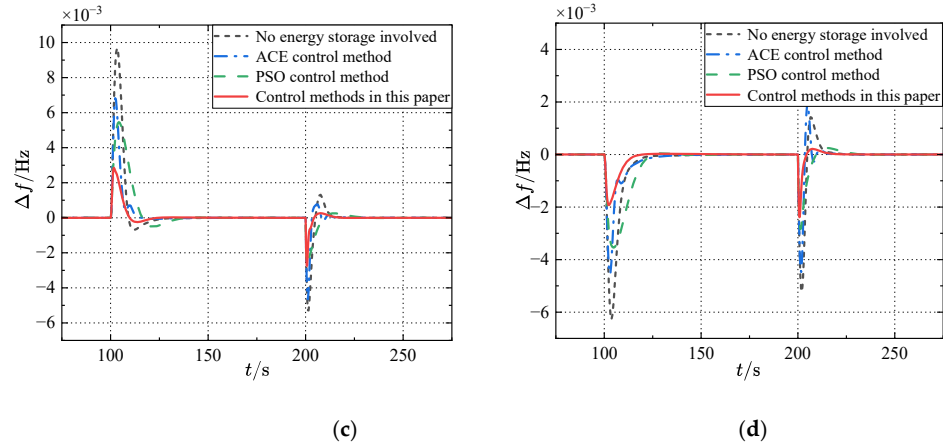 ×10⁻³
10
8
6
4
2
0
−2
−4
−6
Δf/Hz
100
150
200
250
t/s
No energy storage involved
ACE control method
PSO control method
Control methods in this paper
(c)
×10⁻³
4
2
0
−2
−4
−6
Δf/Hz
100
150
200
250
t/s
No energy storage involved
ACE control method
PSO control method
Control methods in this paper
(d)